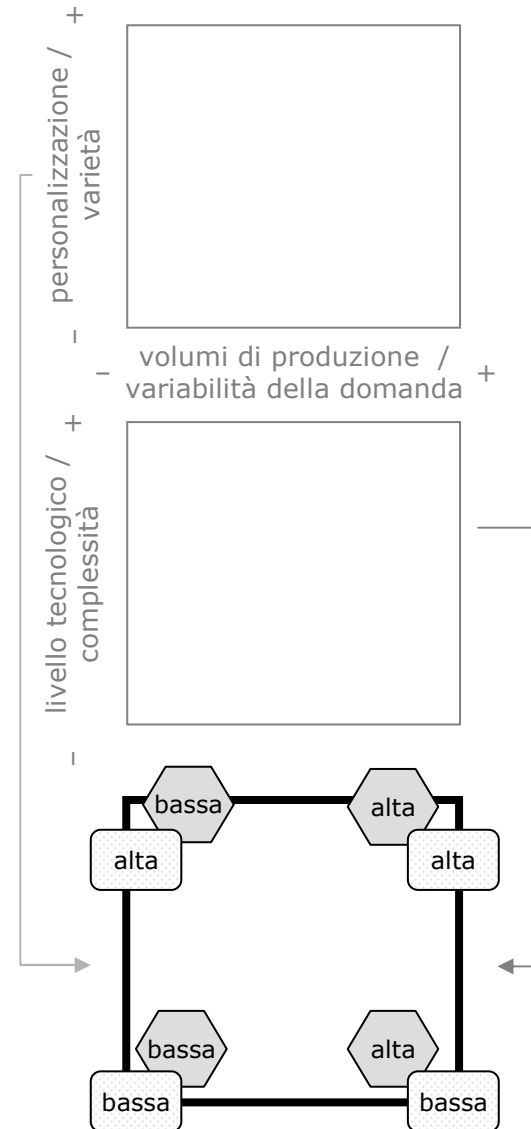 +
personalizzazione /
varietà
–
– volumi di produzione / +
variabilità della domanda
+
livello tecnologico /
complessità
–
bassa
alta
alta
alta
bassa
alta
bassa
bassa